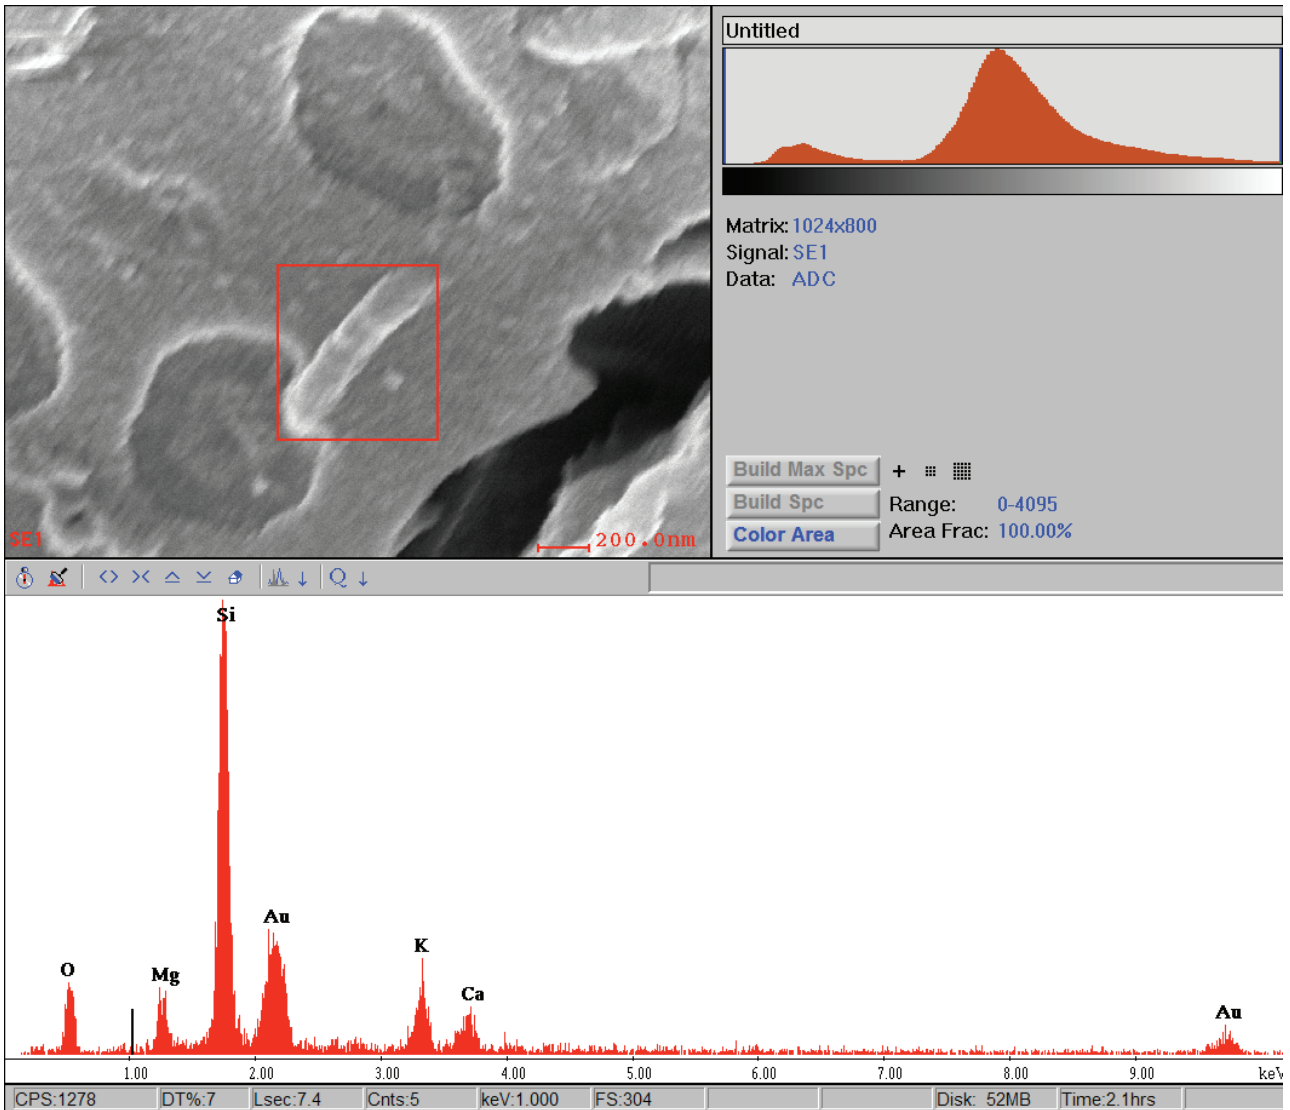 Untitled
Matrix: 1024x800
Signal: SE1
Data: ADC
Build Max Spc
Build Spc
Range: 0-4095
Color Area
Area Frac: 100.00%
SE1
200.0nm
Q
Si
Au
O
Mg
K
Ca
Au
1.00 2.00 3.00 4.00 5.00 6.00 7.00 8.00 9.00 keV
CPS:1278 DT%:7 Lsec:7.4 Cnts:5 keV:1.000 FS:304 Disk: 52MB Time:2.1hrs